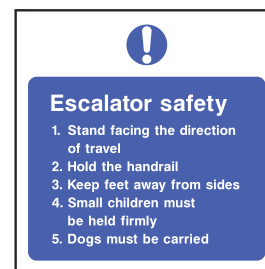 Escalator safety
1. Stand facing the direction
of travel
2. Hold the handrail
3. Keep feet away from sides
4. Small children must
be held firmly
5. Dogs must be carried